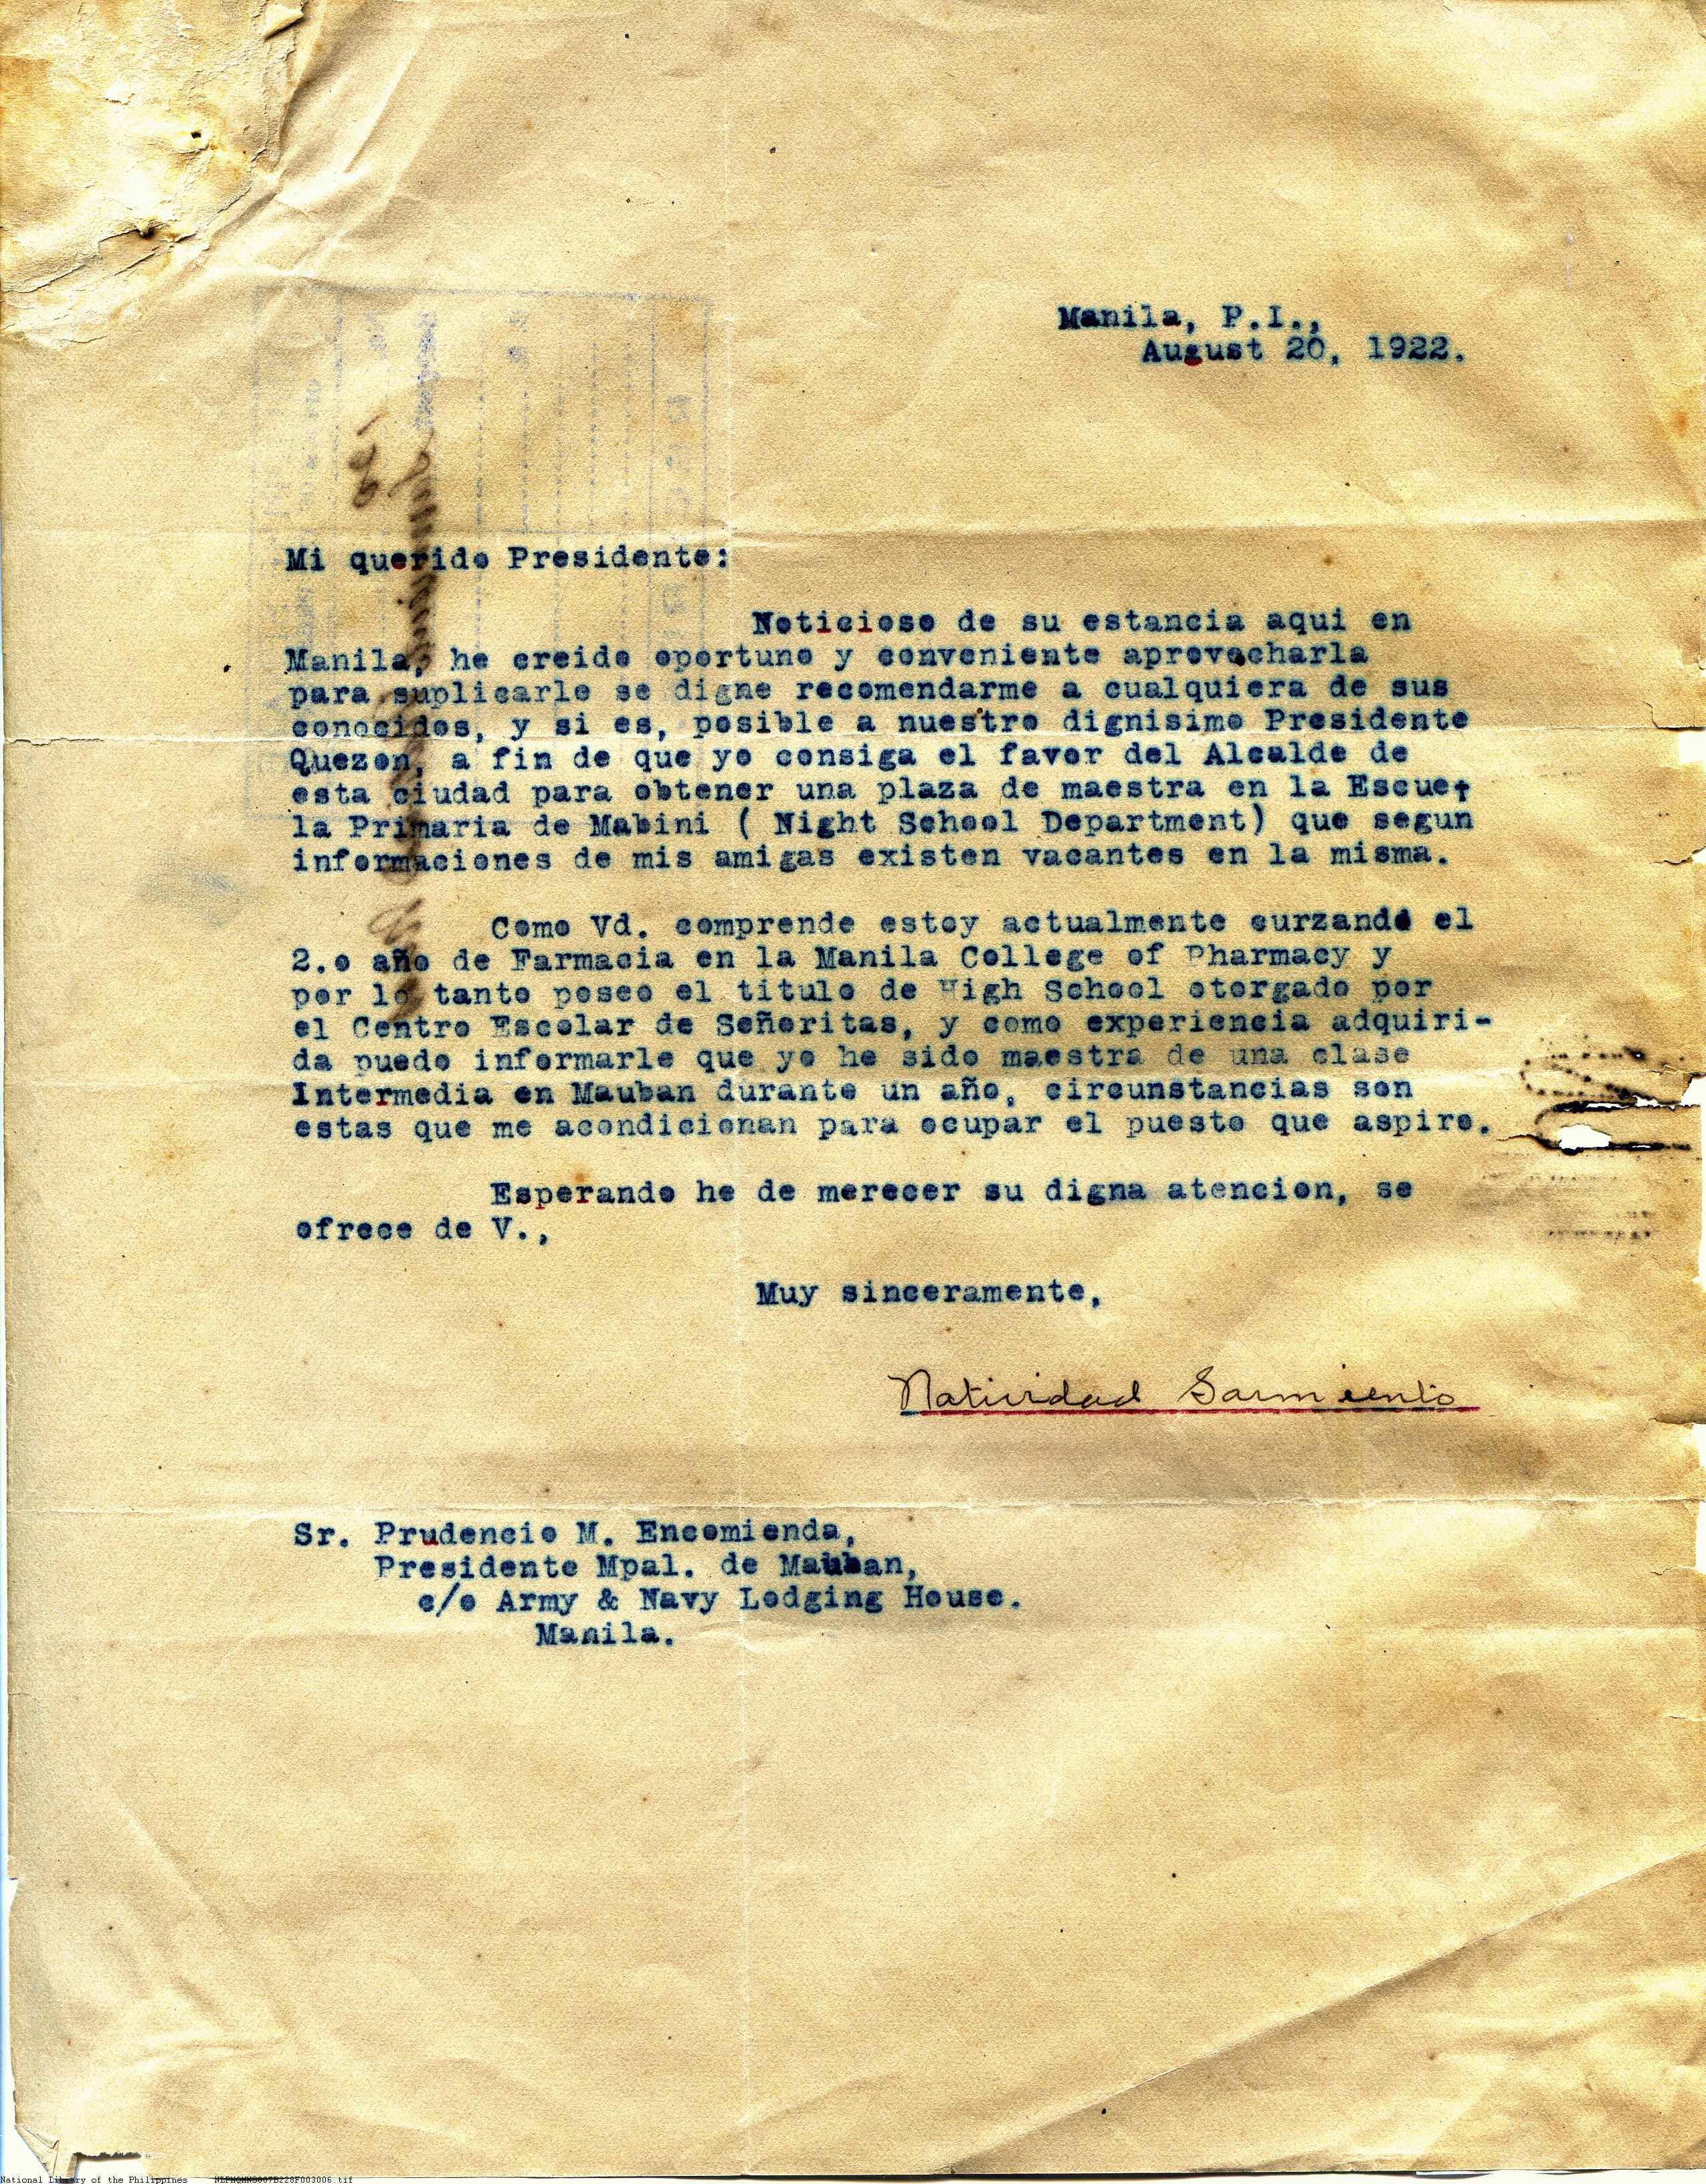 Manila, P.I.,
August 20, 1922.
Mi querido Presidente:
Noticioso de su estancia aqui en
Manila, he creido oportuno y conveniente aprovecharla
para suplicarle se digne recomendarme a cualquiera de sus
conocidos, y si es, posible a nuestro dignisimo Presidente
Quezon, a fin de que yo consiga el favor del Alcalde de
esta ciudad para obtener una plaza de maestra en la Escue-
la Primaria de Mabini ( Night School Department) que segun
informaciones de mis amigas existen vacantes en la misma.
Como Vd. comprende estoy actualmente curzando el
2.o año de Farmacia en la Manila College of Pharmacy y
por lo tanto poseo el titulo de High School otorgado por
el Centro Escolar de Señoritas, y como experiencia adquiri-
da puedo informarle que yo he sido maestra de una clase
Intermedia en Mauban durante un año, circunstancias son
estas que me acondicionan para ocupar el puesto que aspiro.
Esperando he de merecer su digna atencion, se
ofrece de V.,
Muy sinceramente,
Natividad Sarmiento
Sr. Prudencio M. Encomienda,
Presidente Mpal. de Mauban,
c/o Army & Navy Lodging House.
Manila.
National Library of the Philippines NLPMQMNS007B228F003006.tif